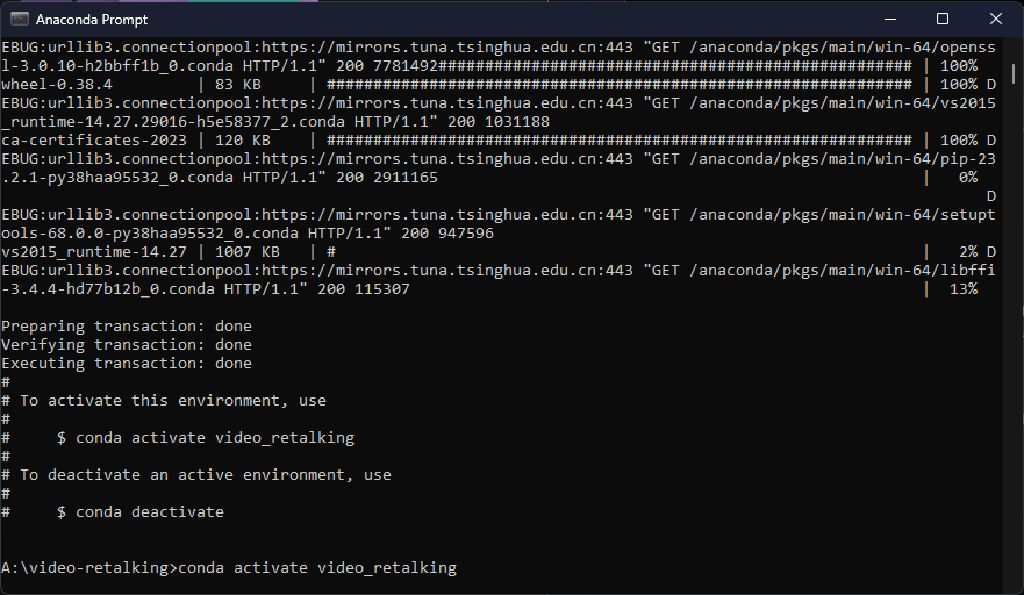 Anaconda Prompt
EBUG:urllib3.connectionpool:https://mirrors.tuna.tsinghua.edu.cn:443 "GET /anaconda/pkgs/main/win-64/openss
l-3.0.10-h2bbff1b_0.conda HTTP/1.1" 200 7781492################################################### | 100%
wheel-0.38.4         | 83 KB     | ############################################################### | 100% D
EBUG:urllib3.connectionpool:https://mirrors.tuna.tsinghua.edu.cn:443 "GET /anaconda/pkgs/main/win-64/vs2015
_runtime-14.27.29016-h5e58377_2.conda HTTP/1.1" 200 1031188
ca-certificates-2023 | 120 KB    | ############################################################### | 100% D
EBUG:urllib3.connectionpool:https://mirrors.tuna.tsinghua.edu.cn:443 "GET /anaconda/pkgs/main/win-64/pip-23
.2.1-py38haa95532_0.conda HTTP/1.1" 200 2911165                                                    |   0%
D
EBUG:urllib3.connectionpool:https://mirrors.tuna.tsinghua.edu.cn:443 "GET /anaconda/pkgs/main/win-64/setupt
ools-68.0.0-py38haa95532_0.conda HTTP/1.1" 200 947596
vs2015_runtime-14.27 | 1007 KB   | #                                                               |   2% D
EBUG:urllib3.connectionpool:https://mirrors.tuna.tsinghua.edu.cn:443 "GET /anaconda/pkgs/main/win-64/libffi
-3.4.4-hd77b12b_0.conda HTTP/1.1" 200 115307                                                       |  13%
Preparing transaction: done
Verifying transaction: done
Executing transaction: done
#
# To activate this environment, use
#
#     $ conda activate video_retalking
#
# To deactivate an active environment, use
#
#     $ conda deactivate
A:\video-retalking>conda activate video_retalking